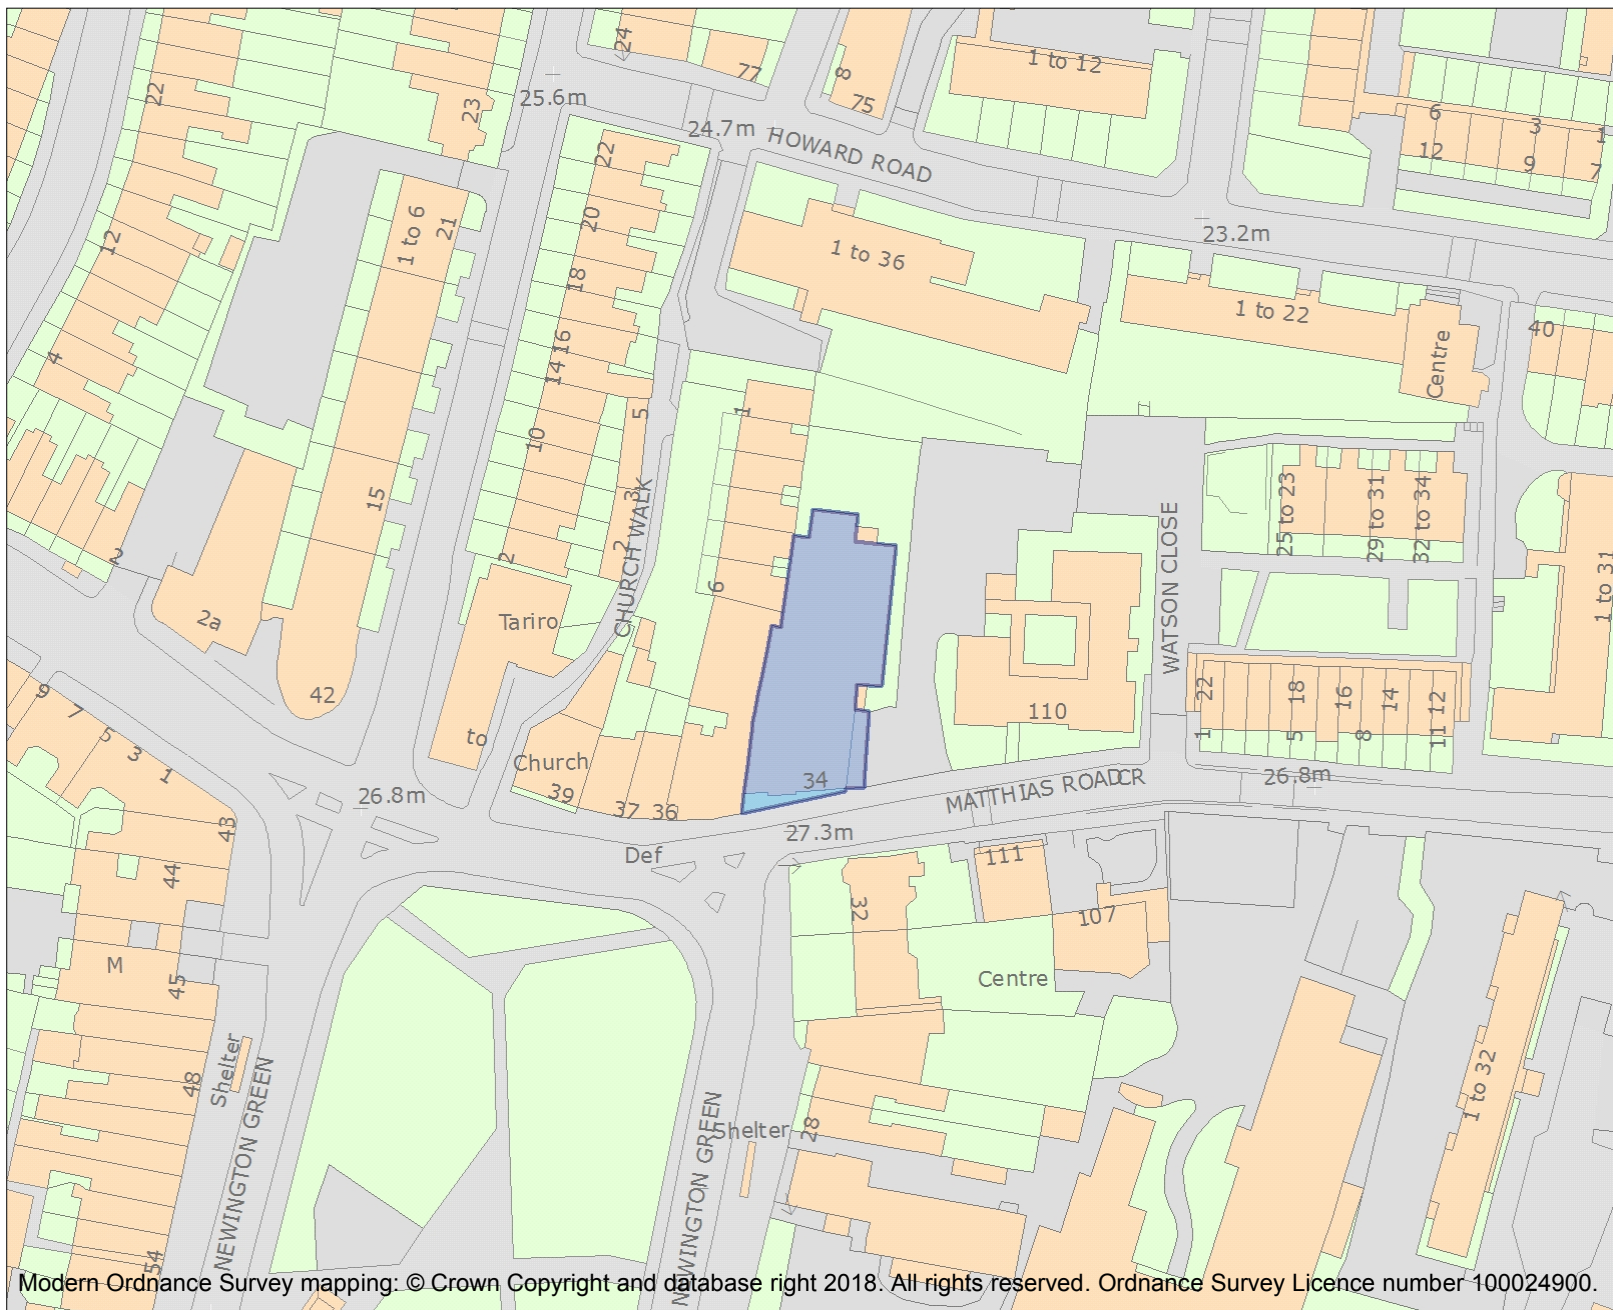 24
77
8
75
1 to 12
22
23
25.6m
24.7m
HOWARD ROAD
6
3
1
12
9
7
22
1 to 6
21
20
12
18
1 to 36
23.2m
1 to 22
40
Centre
4
16
14
5
1
10
15
3
CHURCH WALK
2
2
2
6
25 to 23
29 to 31
32 to 34
WATSON CLOSE
1 to 31
2a
Tariro
42
to
Church
39
37
36
34
110
22
18
16
14
12
1
5
8
11
9
7
5
3
1
26.8m
MATTHIAS ROAD
CR
26.8m
27.3m
Def
43
44
M
45
48
54
Shelter
NEWINGTON GREEN
NEWINGTON GREEN
Shelter
32
111
107
Centre
28
1 to 32
Modern Ordnance Survey mapping: © Crown Copyright and database right 2018. All rights reserved. Ordnance Survey Licence number 100024900.